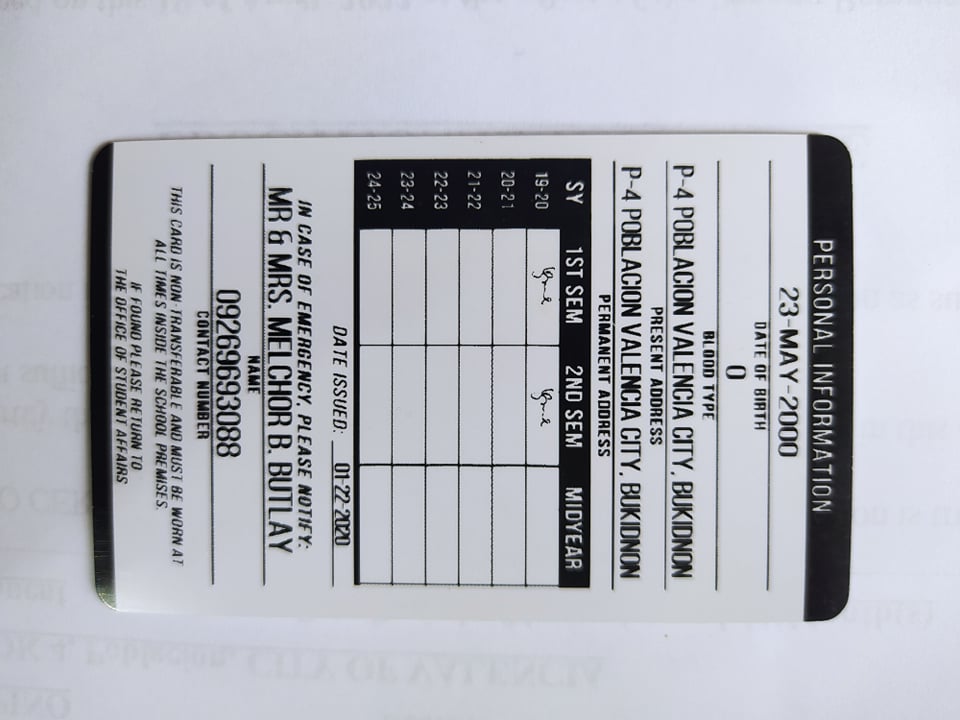 PERSONAL INFORMATION
23-MAY-2000
DATE OF BIRTH
O
BLOOD TYPE
P-4 POBLACION VALENCIA CITY, BUKIDNON
PRESENT ADDRESS
P-4 POBLACION VALENCIA CITY, BUKIDNON
PERMANENT ADDRESS
SY 1ST SEM 2ND SEM MIDYEAR
19-20
20-21
21-22
22-23
23-24
24-25
DATE ISSUED: 01-22-2020
IN CASE OF EMERGENCY, PLEASE NOTIFY:
MR & MRS. MELCHOR B. BUTLAY
NAME
09269693088
CONTACT NUMBER
THIS CARD IS NON-TRANSFERABLE AND MUST BE WORN AT
ALL TIMES INSIDE THE SCHOOL PREMISES.
IF FOUND PLEASE RETURN TO
THE OFFICE OF STUDENT AFFAIRS
CITY OF VALENCIA